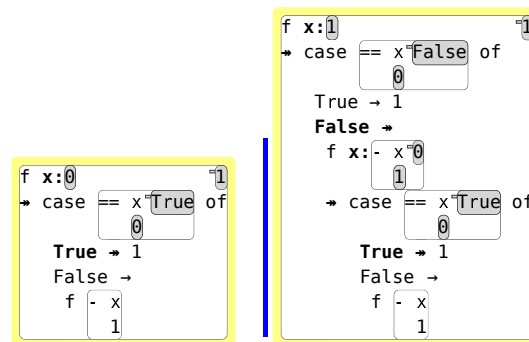 f x:0 1
↠ case == x True of
0
True ↠ 1
False →
f - x
1
f x:1 1
↠ case == x False of
0
True → 1
False ↠
f x:- x 0
1
↠ case == x True of
0
True ↠ 1
False →
f - x
1